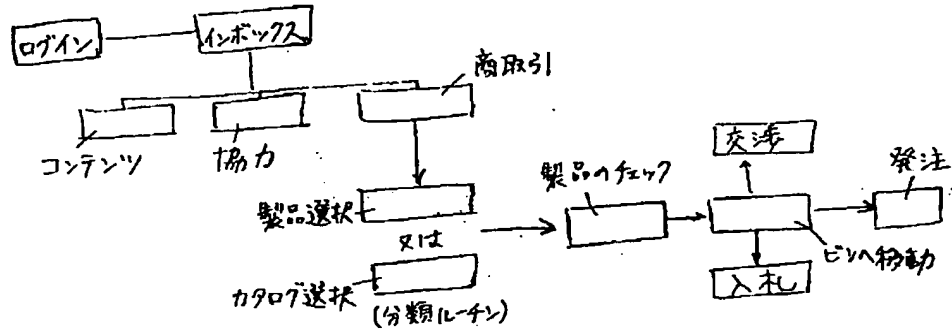 ログイン
インボックス
商取引
コンテンツ
協力
製品選択
又は
カタログ選択
(分類ルーチン)
製品のチェック
交渉
発注
ビンへ移動
入札